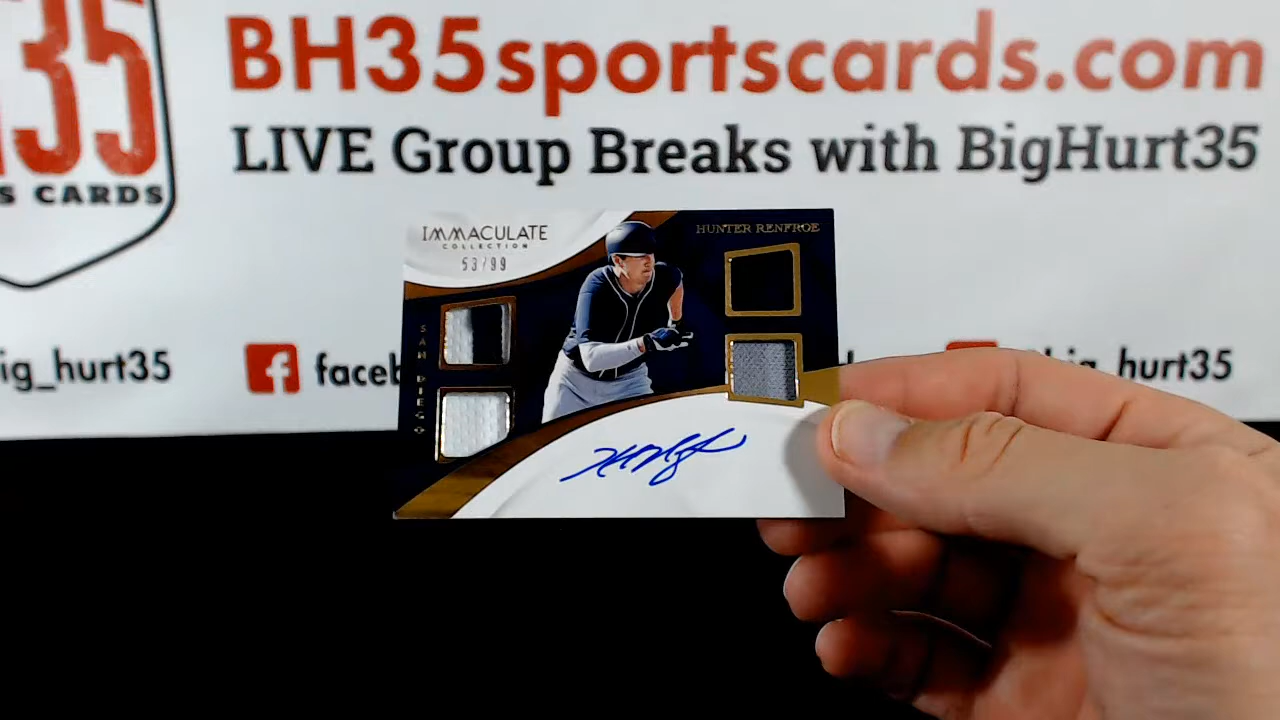 35
S CARDS
BH35sportscards.com
LIVE Group Breaks with BigHurt35
ig_hurt35
faceb
big_hurt35
IMMACULATE
COLLECTION
53/99
HUNTER RENFROE
SAN DIEGO